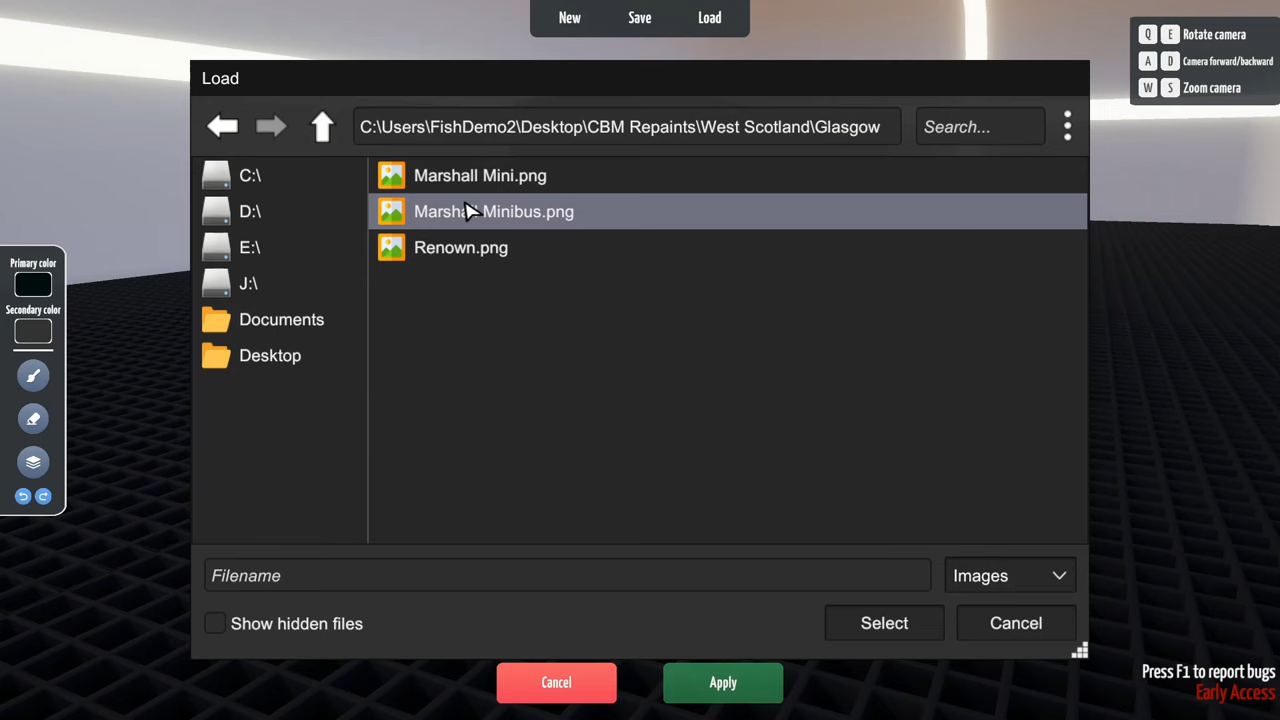 New Save Load
Q E Rotate camera
A D Camera forward/backward
W S Zoom camera
Load
C:\Users\FishDemo2\Desktop\CBM Repaints\West Scotland\Glasgow
Search...
C:\
D:\
E:\
J:\
Documents
Desktop
Marshall Mini.png
Marshall Minibus.png
Renown.png
Primary color
Secondary color
Filename
Images
Show hidden files
Select
Cancel
Cancel
Apply
Press F1 to report bugs
Early Access